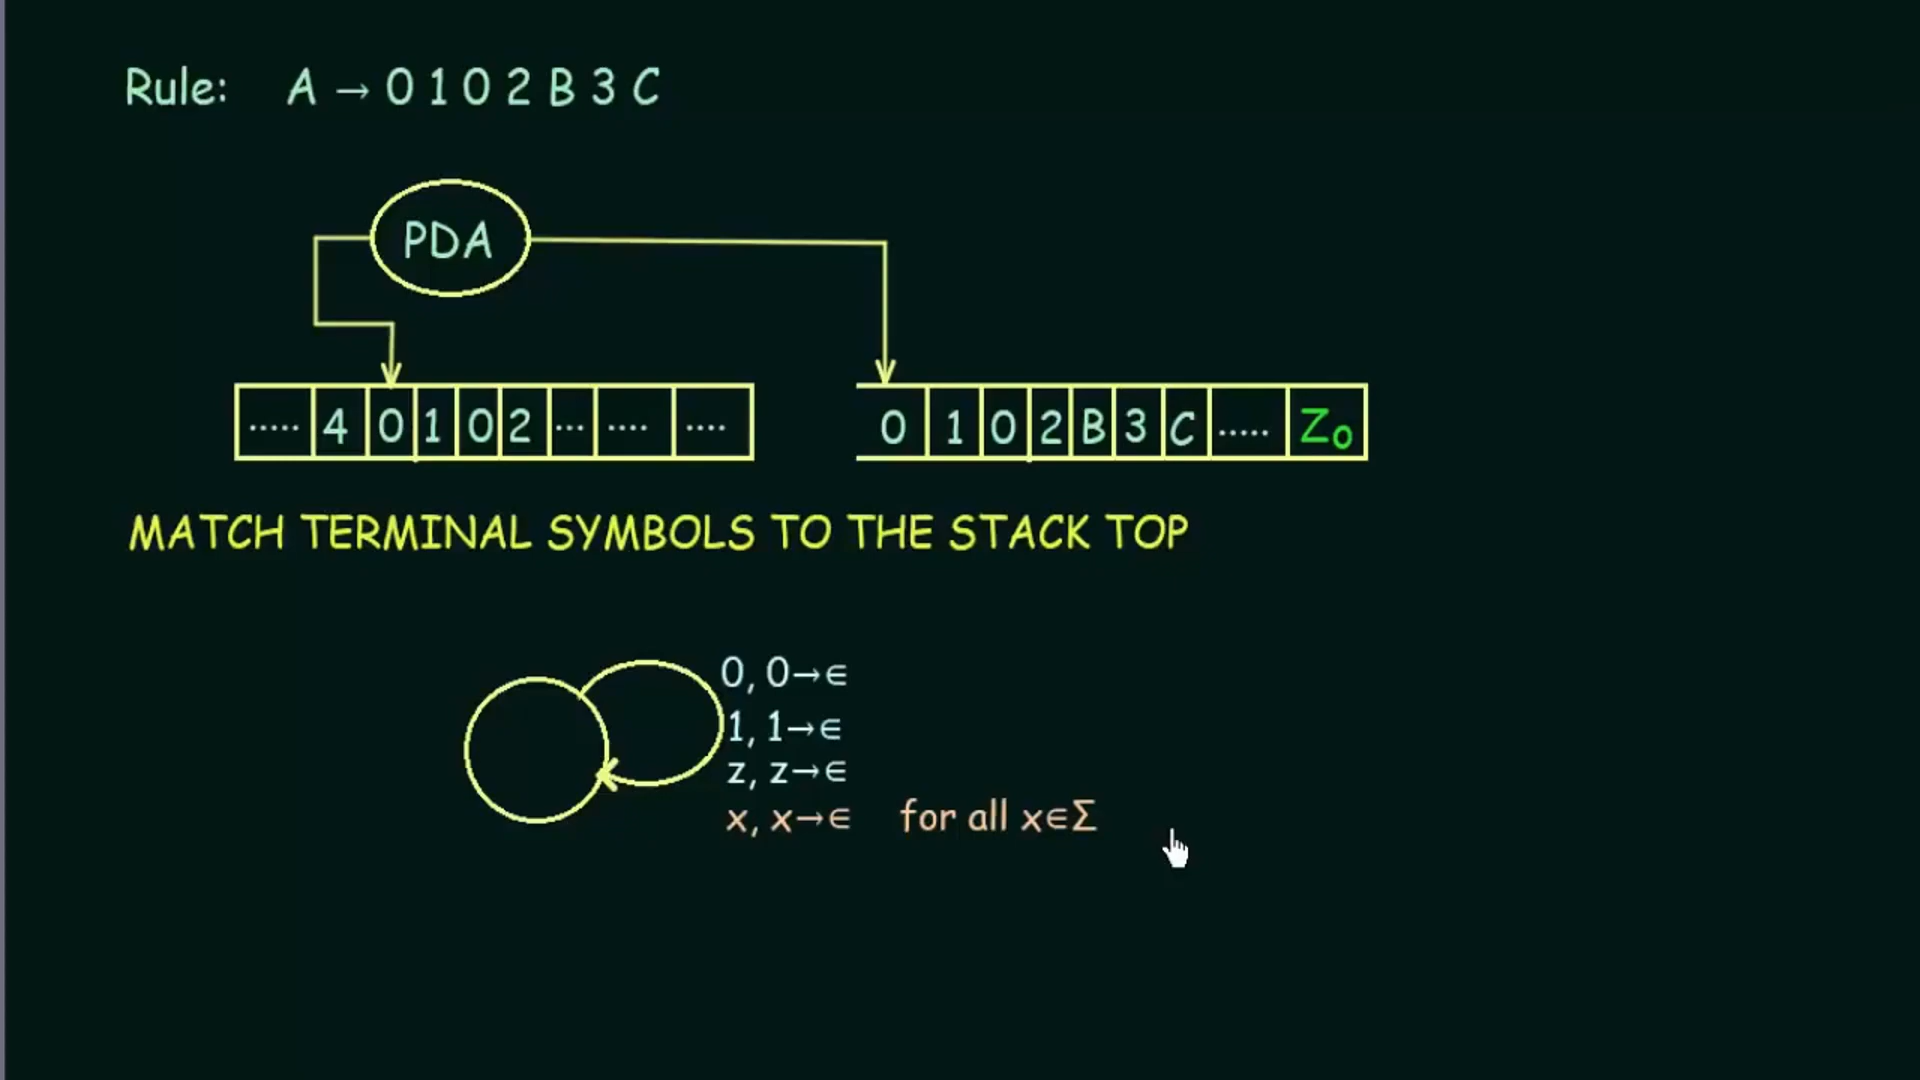 Rule: A → 0 1 0 2 B 3 C
PDA
..... 4 0 1 0 2 ... .... ....
0 1 0 2 B 3 C ..... Z₀
MATCH TERMINAL SYMBOLS TO THE STACK TOP
0, 0→∈
1, 1→∈
z, z→∈
x, x→∈ for all x∈Σ